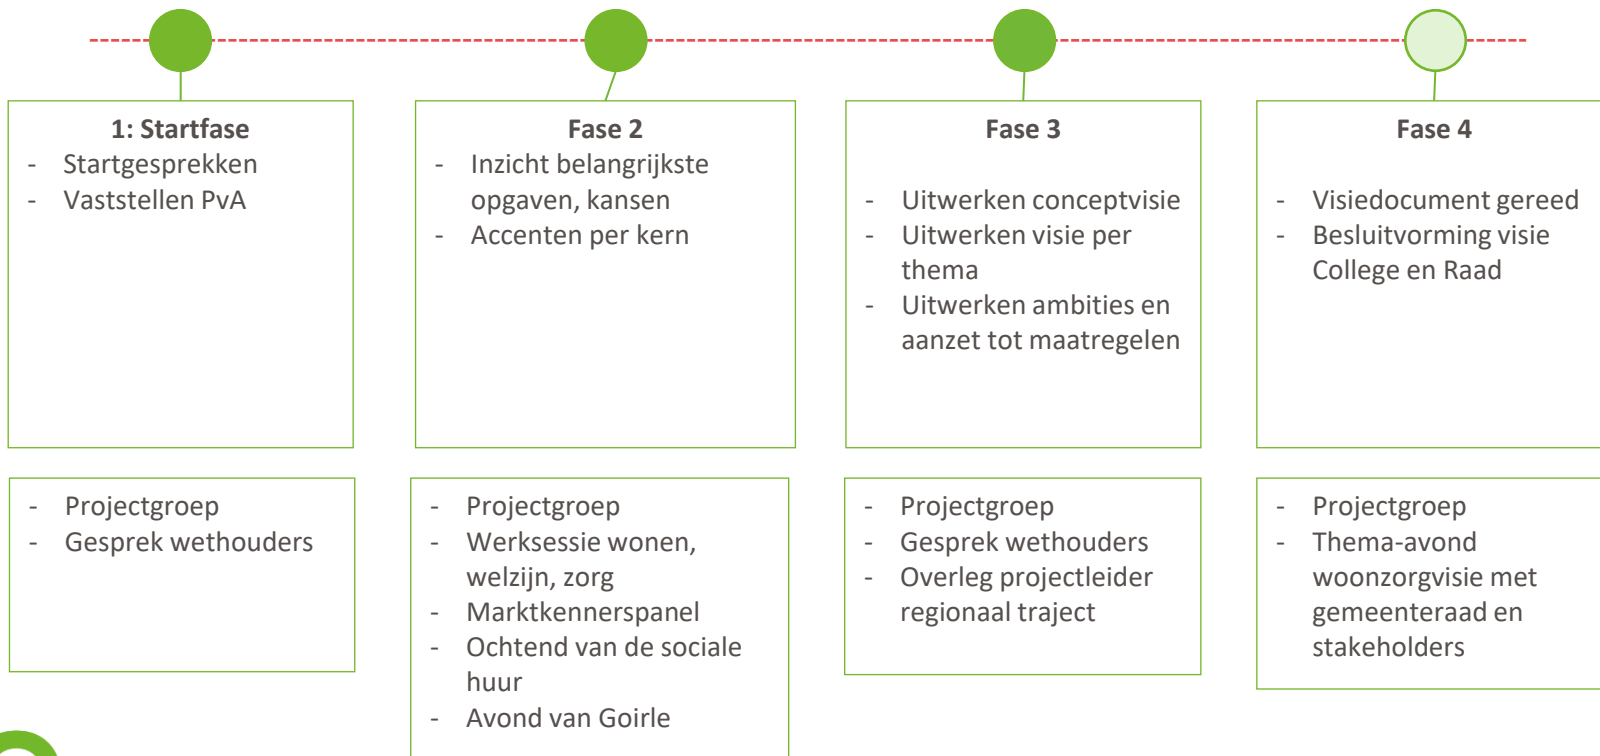 1: Startfase
- Startgesprekken
- Vaststellen PvA
Fase 2
- Inzicht belangrijkste
opgaven, kansen
- Accenten per kern
Fase 3
- Uitwerken conceptvisie
- Uitwerken visie per
thema
- Uitwerken ambities en
aanzet tot maatregelen
Fase 4
- Visiedocument gereed
- Besluitvorming visie
College en Raad
- Projectgroep
- Gesprek wethouders
- Projectgroep
- Werksessie wonen,
welzijn, zorg
- Marktkennerspanel
- Ochtend van de sociale
huur
- Avond van Goirle
- Projectgroep
- Gesprek wethouders
- Overleg projectleider
regionaal traject
- Projectgroep
- Thema-avond
woonzorgvisie met
gemeenteraad en
stakeholders